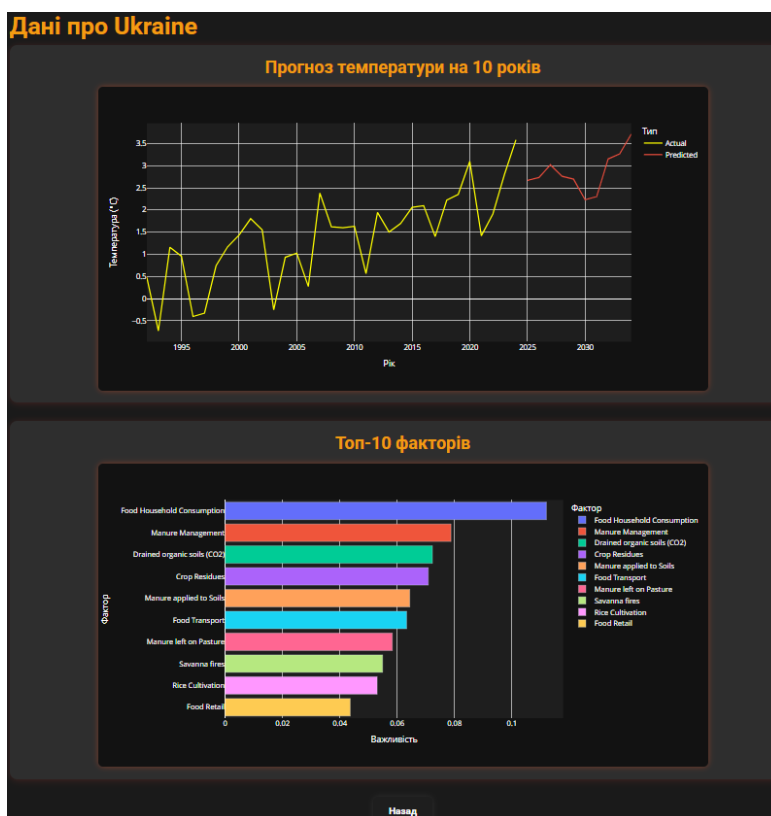 Дані про Ukraine
Прогноз температури на 10 років
Тип
Actual
Predicted
3.5
3
2.5
2
1.5
1
0.5
0
−0.5
Температура (°C)
1995
2000
2005
2010
2015
2020
2025
2030
Рік
Топ-10 факторів
Food Household Consumption
Manure Management
Drained organic soils (CO2)
Crop Residues
Manure applied to Soils
Food Transport
Manure left on Pasture
Savanna fires
Rice Cultivation
Food Retail
Фактор
0
0.02
0.04
0.06
0.08
0.1
Важливість
Фактор
Food Household Consumption
Manure Management
Drained organic soils (CO2)
Crop Residues
Manure applied to Soils
Food Transport
Manure left on Pasture
Savanna fires
Rice Cultivation
Food Retail
Назад